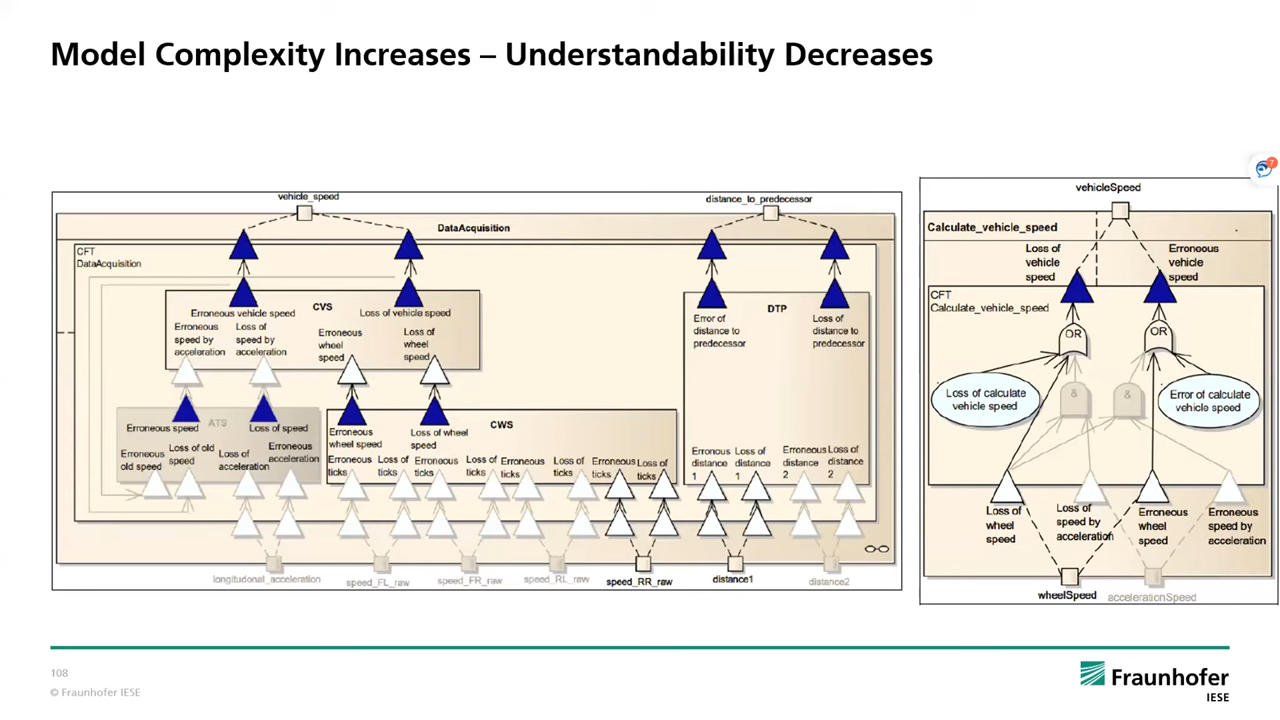 Model Complexity Increases – Understandability Decreases
7
vehicle_speed
distance_to_predecessor
DataAcquisition
CFT
DataAcquisition
CVS
Erroneous vehicle speed
Loss of vehicle speed
Erroneous
speed by
acceleration
Loss of
speed by
acceleration
Erroneous
wheel
speed
Loss of
wheel
speed
DTP
Error of
distance to
predecessor
Loss of
distance to
predecessor
ATS
Erroneous speed
Loss of speed
Erroneous
old speed
Loss of old
speed
Loss of
acceleration
Erroneous
acceleration
CWS
Erroneous
wheel speed
Loss of wheel
speed
Erroneous
ticks
Loss of
ticks
Erroneous
ticks
Loss of
ticks
Erroneous
ticks
Loss of
ticks
Erroneous
ticks
Loss of
ticks
Erroneous
distance
1
Loss of
distance
1
Erroneous
distance
2
Loss of
distance
2
longitudonal_acceleration
speed_FL_raw
speed_FR_raw
speed_RL_raw
speed_RR_raw
distance1
distance2
vehicleSpeed
Calculate_vehicle_speed
Loss of
vehicle
speed
Erroneous
vehicle
speed
CFT
Calculate_vehicle_speed
OR
OR
Loss of calculate
vehicle speed
&
&
Error of calculate
vehicle speed
Loss of
wheel
speed
Loss of
speed by
acceleration
Erroneous
wheel
speed
Erroneous
speed by
acceleration
wheelSpeed
accelerationSpeed
108
© Fraunhofer IESE
Fraunhofer
IESE